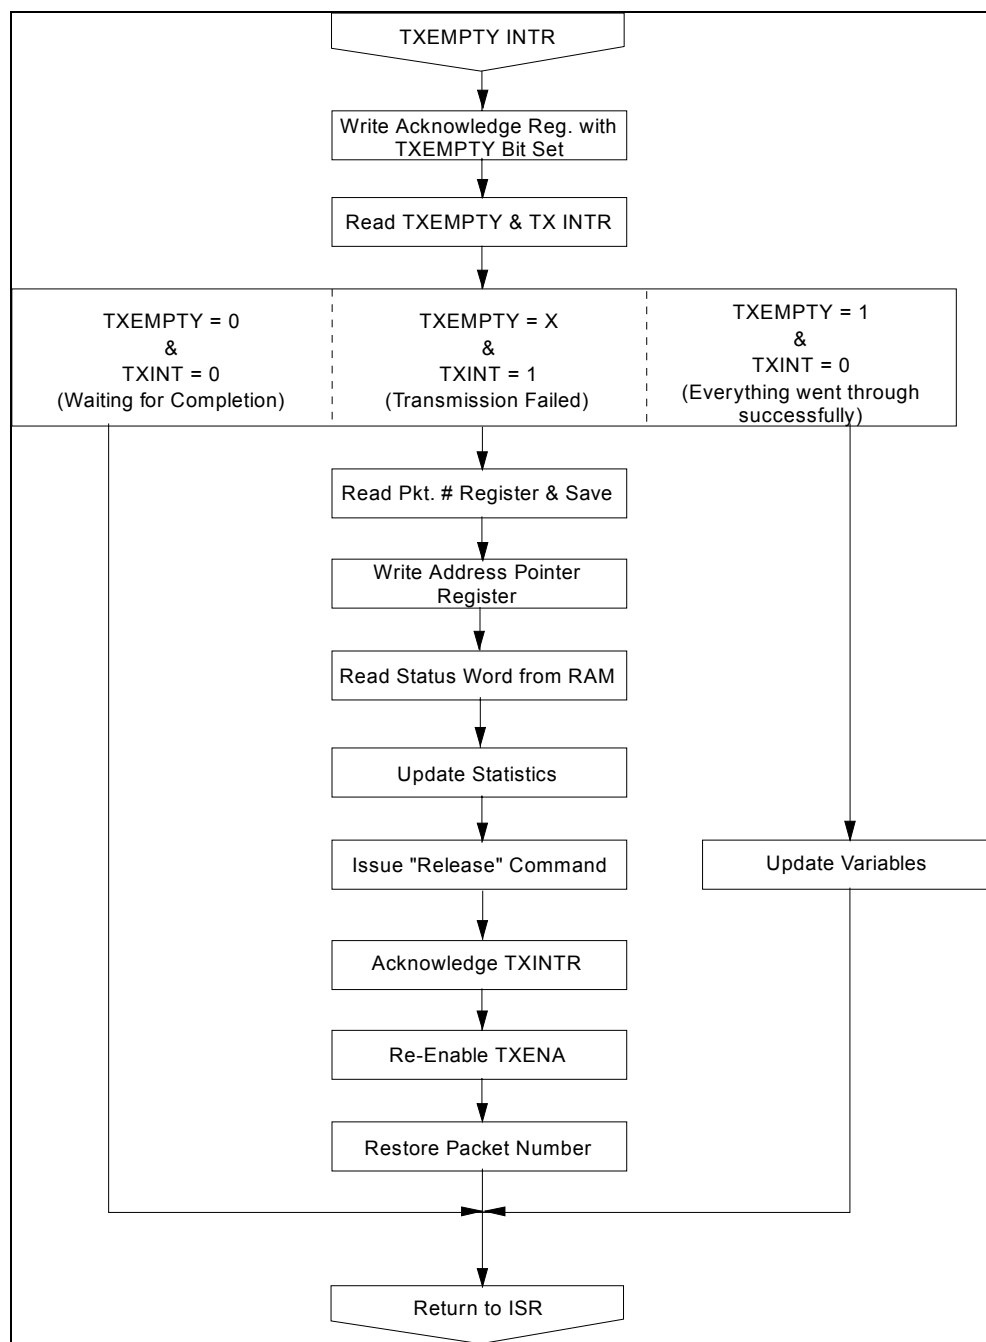 TXEMPTY INTR
Write Acknowledge Reg. with
TXEMPTY Bit Set
Read TXEMPTY & TX INTR
TXEMPTY = 0
&
TXINT = 0
(Waiting for Completion)
TXEMPTY = X
&
TXINT = 1
(Transmission Failed)
TXEMPTY = 1
&
TXINT = 0
(Everything went through
successfully)
Read Pkt. # Register & Save
Write Address Pointer
Register
Read Status Word from RAM
Update Statistics
Issue "Release" Command
Update Variables
Acknowledge TXINTR
Re-Enable TXENA
Restore Packet Number
Return to ISR